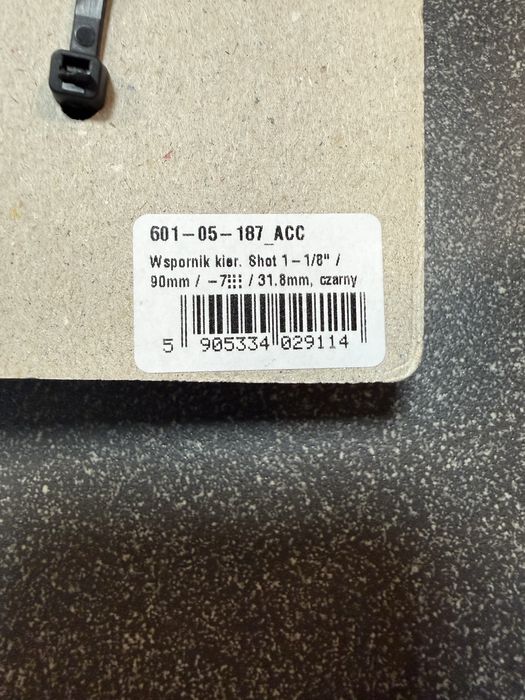 601-05-187_ACC
Wspornik kier. Shot 1-1/8" /
90mm / -7 / 31.8mm, czarny
5 905334 029114